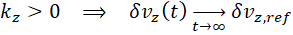 k_z > 0 ⟹ δv_z(t) ⟶_{t→∞} δv_{z,ref}